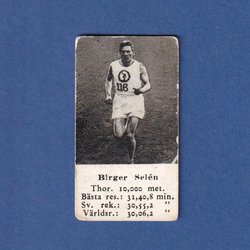 116
Birger Selén
Thor. 10,000 met.
Bästa res.: 31,40,8 min.
Sv. rek.: 30,55,2 "
Världsr.: 30,06,2 "